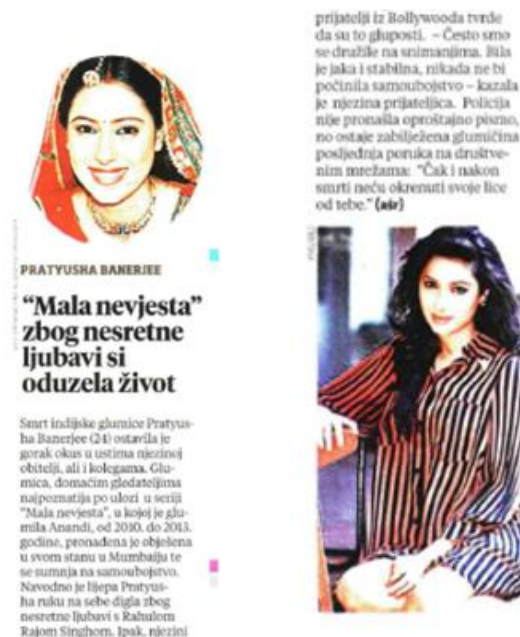 PRATYUSHA BANERJEE
“Mala nevjesta”
zbog nesretne
ljubavi si
oduzela život
Smrt indijske glumice Pratyus-
ha Banerjee (24) ostavila je
gorak okus u ustima njezinoj
obitelji, ali i kolegama. Glu-
mica, domaćim gledateljima
najpoznatija po ulozi u seriji
“Mala nevjesta”, u kojoj je glu-
mila Anandi, od 2010. do 2013.
godine, pronađena je obješena
u svom stanu u Mumbaiju te
se sumnja na samoubojstvo.
Navodno je lijepa Pratyus-
ha ruku na sebe digla zbog
nesretne ljubavi s Rahulom
Rajom Singhom. Ipak, njezini
prijatelji iz Bollywooda tvrde
da su to gluposti. – Često smo
se družile na snimanjima. Bila
je jaka i stabilna, nikada ne bi
počinila samoubojstvo – kazala
je njezina prijateljica. Policija
nije pronašla oproštajno pismo,
no ostaje zabilježena glumičina
posljednja poruka na društve-
nim mrežama: “Čak i nakon
smrti neću okrenuti svoje lice
od tebe.” (ašr)